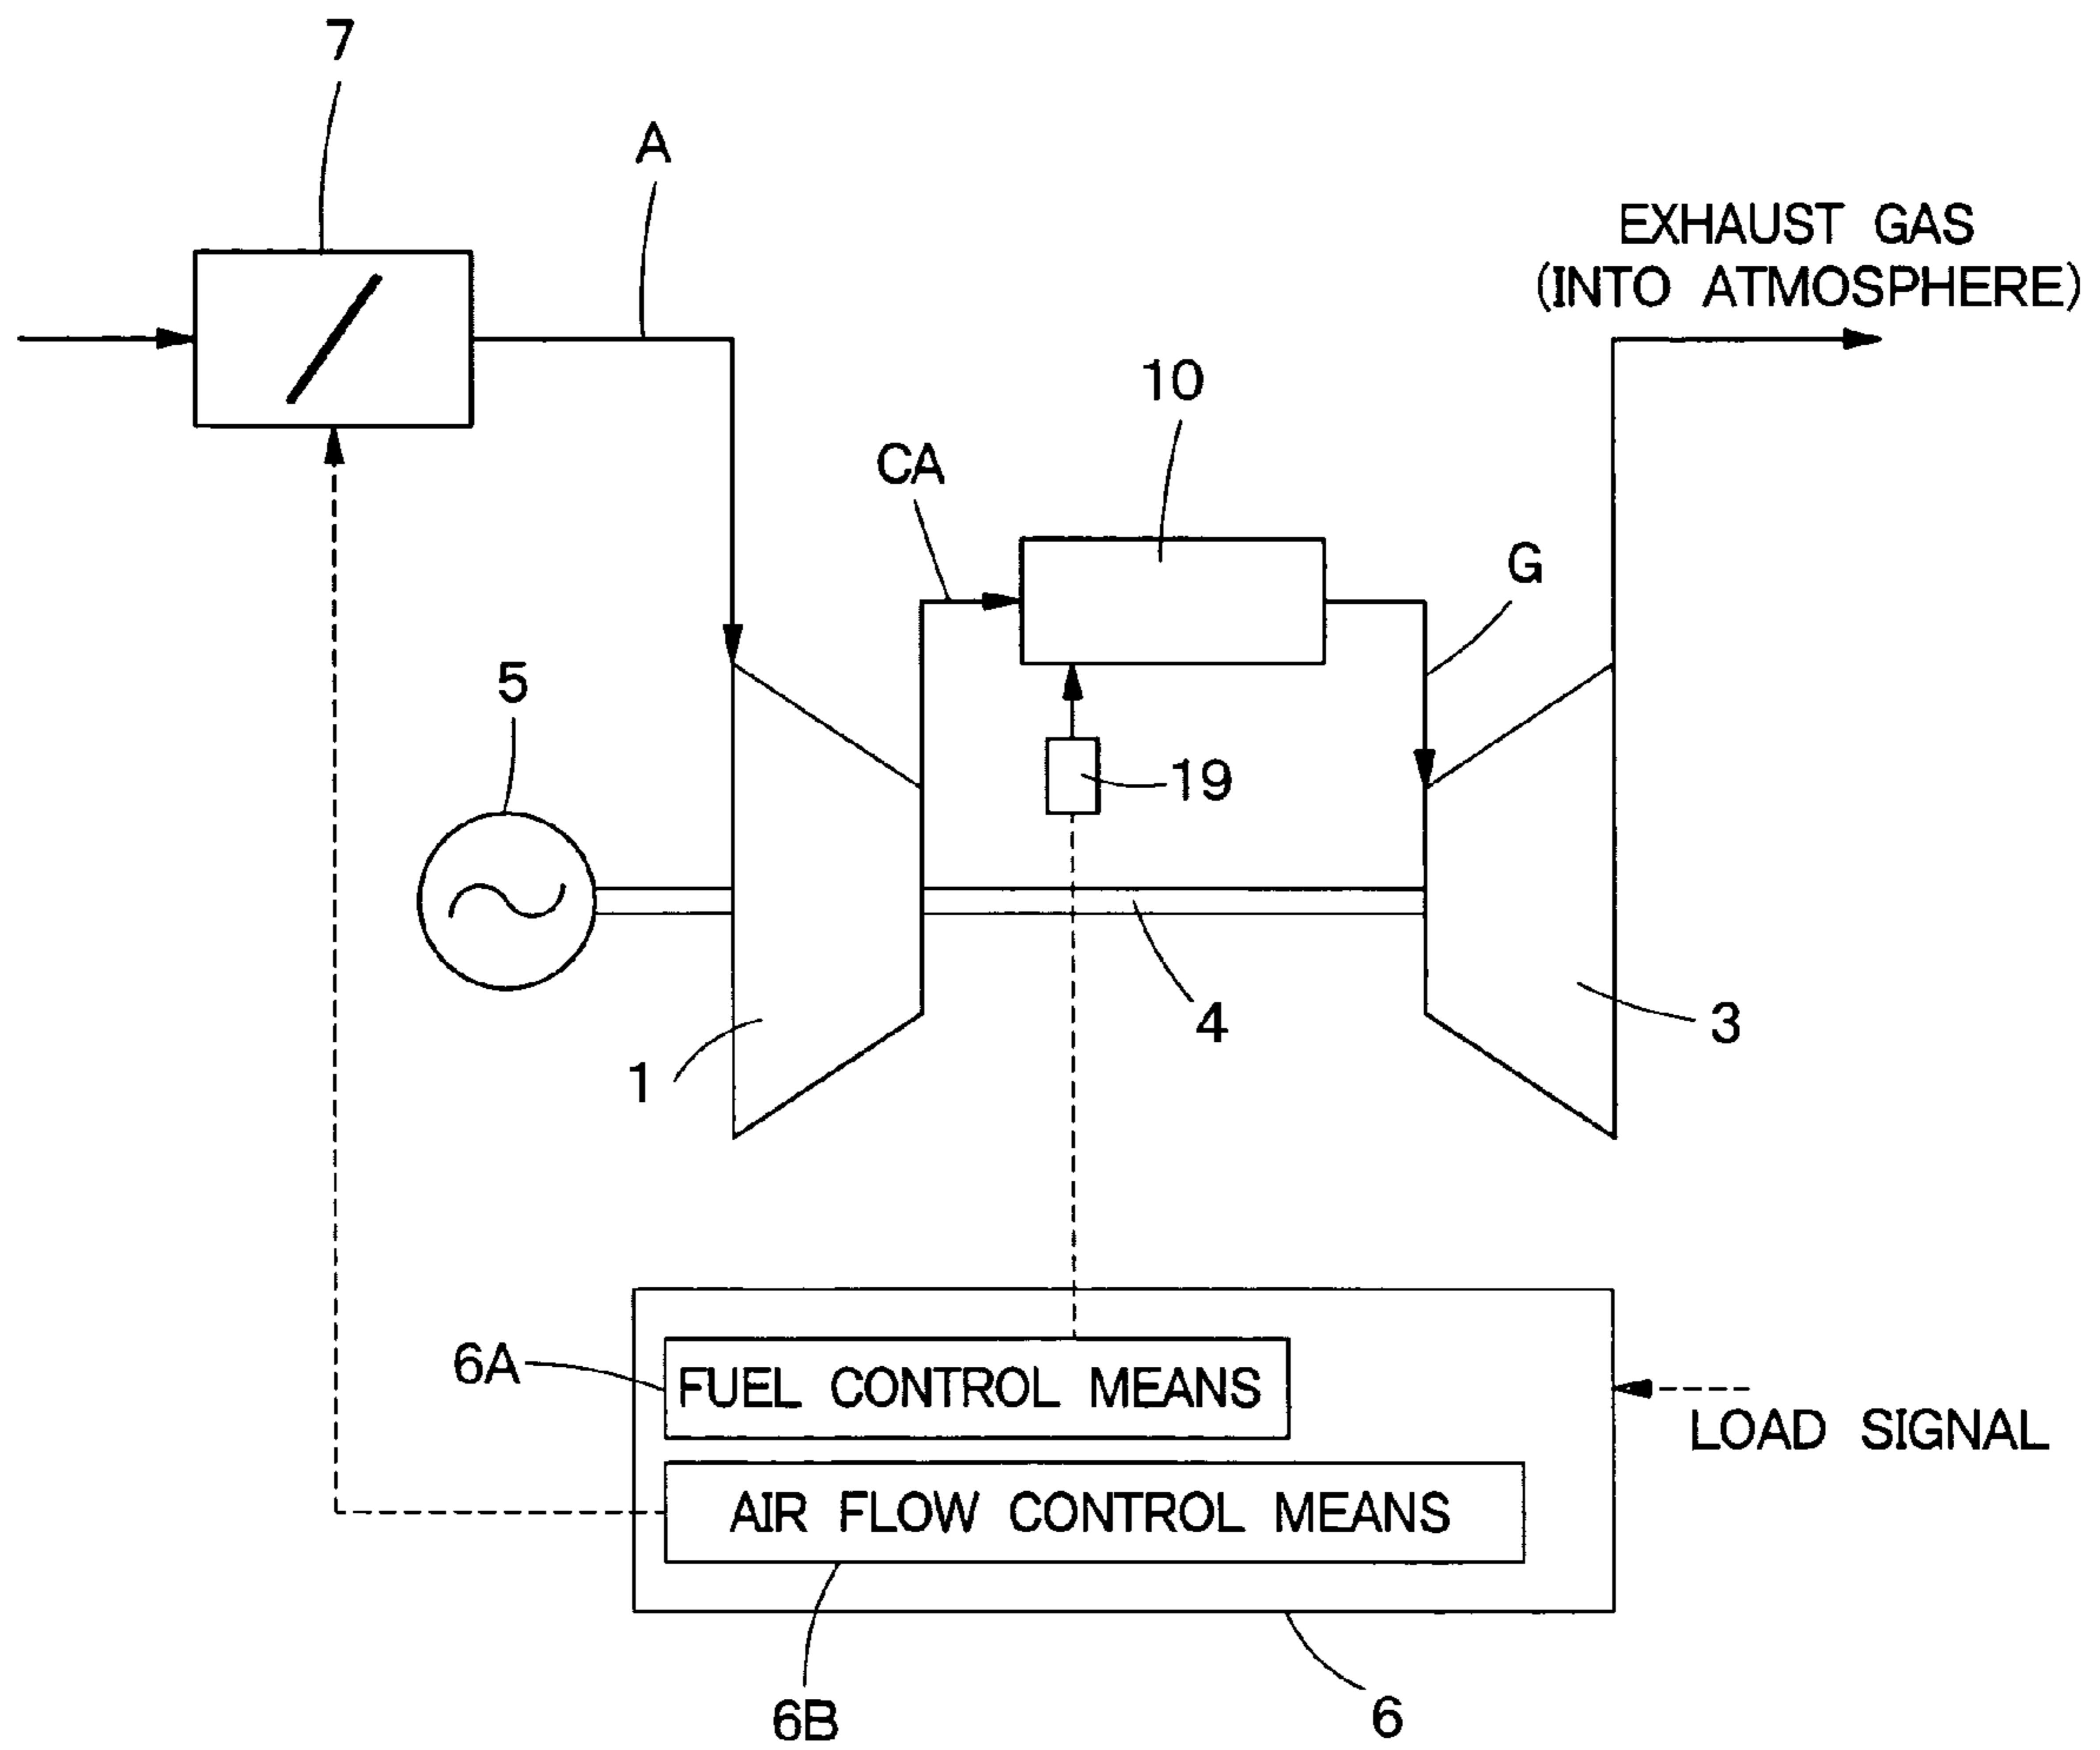 7
A
EXHAUST GAS
(INTO ATMOSPHERE)
10
CA
G
5
19
1
4
3
6A
FUEL CONTROL MEANS
LOAD SIGNAL
AIR FLOW CONTROL MEANS
6B
6